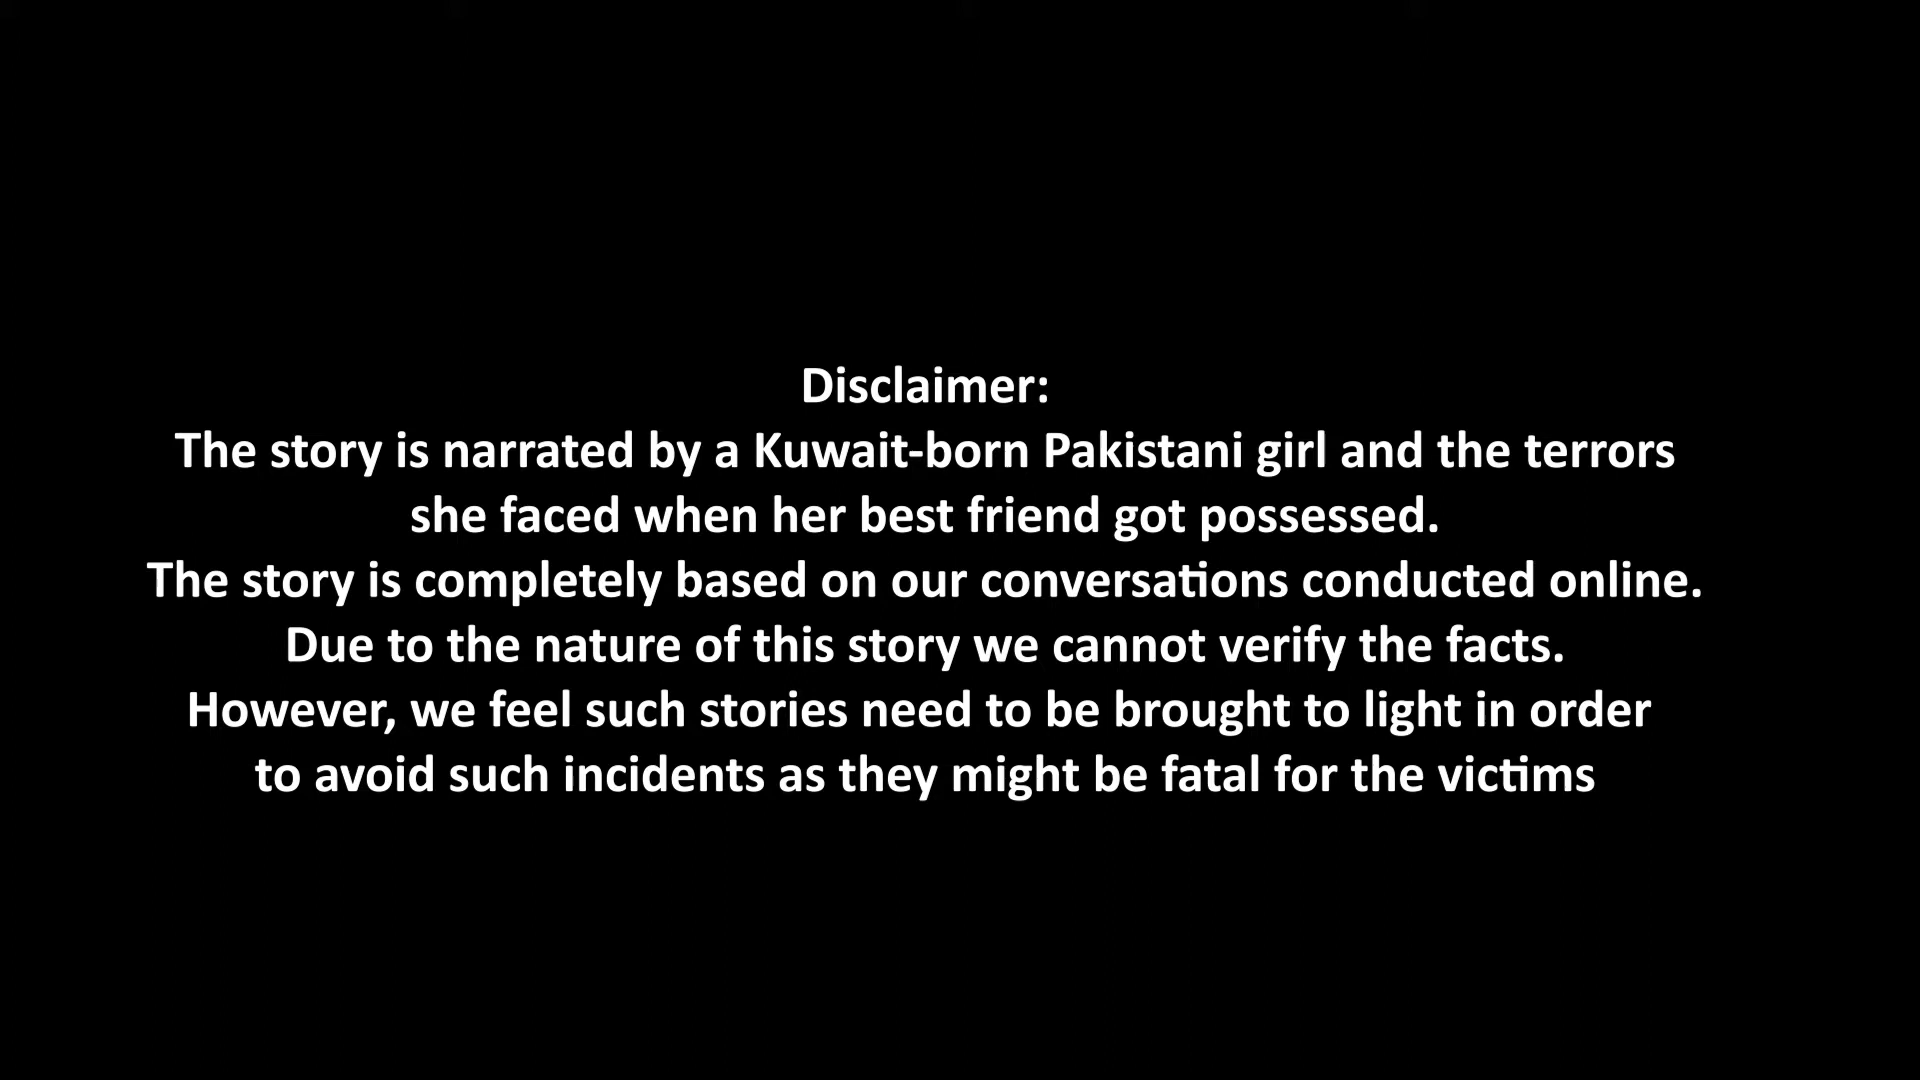 Disclaimer:
The story is narrated by a Kuwait-born Pakistani girl and the terrors
she faced when her best friend got possessed.
The story is completely based on our conversations conducted online.
Due to the nature of this story we cannot verify the facts.
However, we feel such stories need to be brought to light in order
to avoid such incidents as they might be fatal for the victims